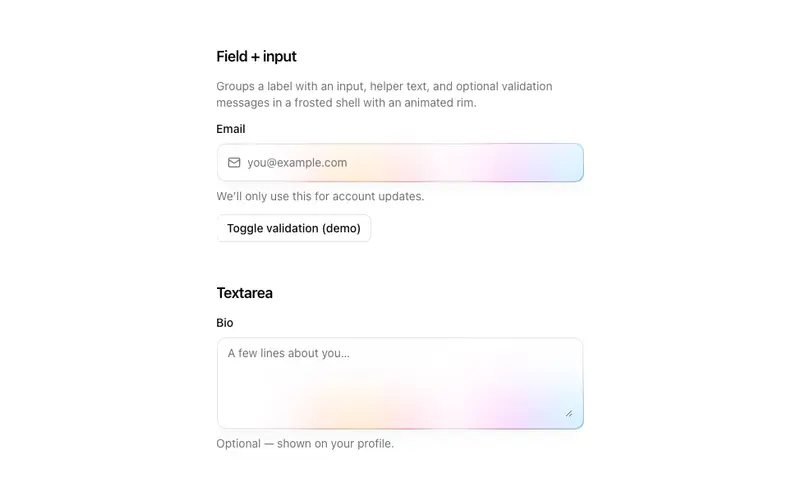 Field + input
Groups a label with an input, helper text, and optional validation
messages in a frosted shell with an animated rim.
Email
you@example.com
We’ll only use this for account updates.
Toggle validation (demo)
Textarea
Bio
A few lines about you…
Optional — shown on your profile.